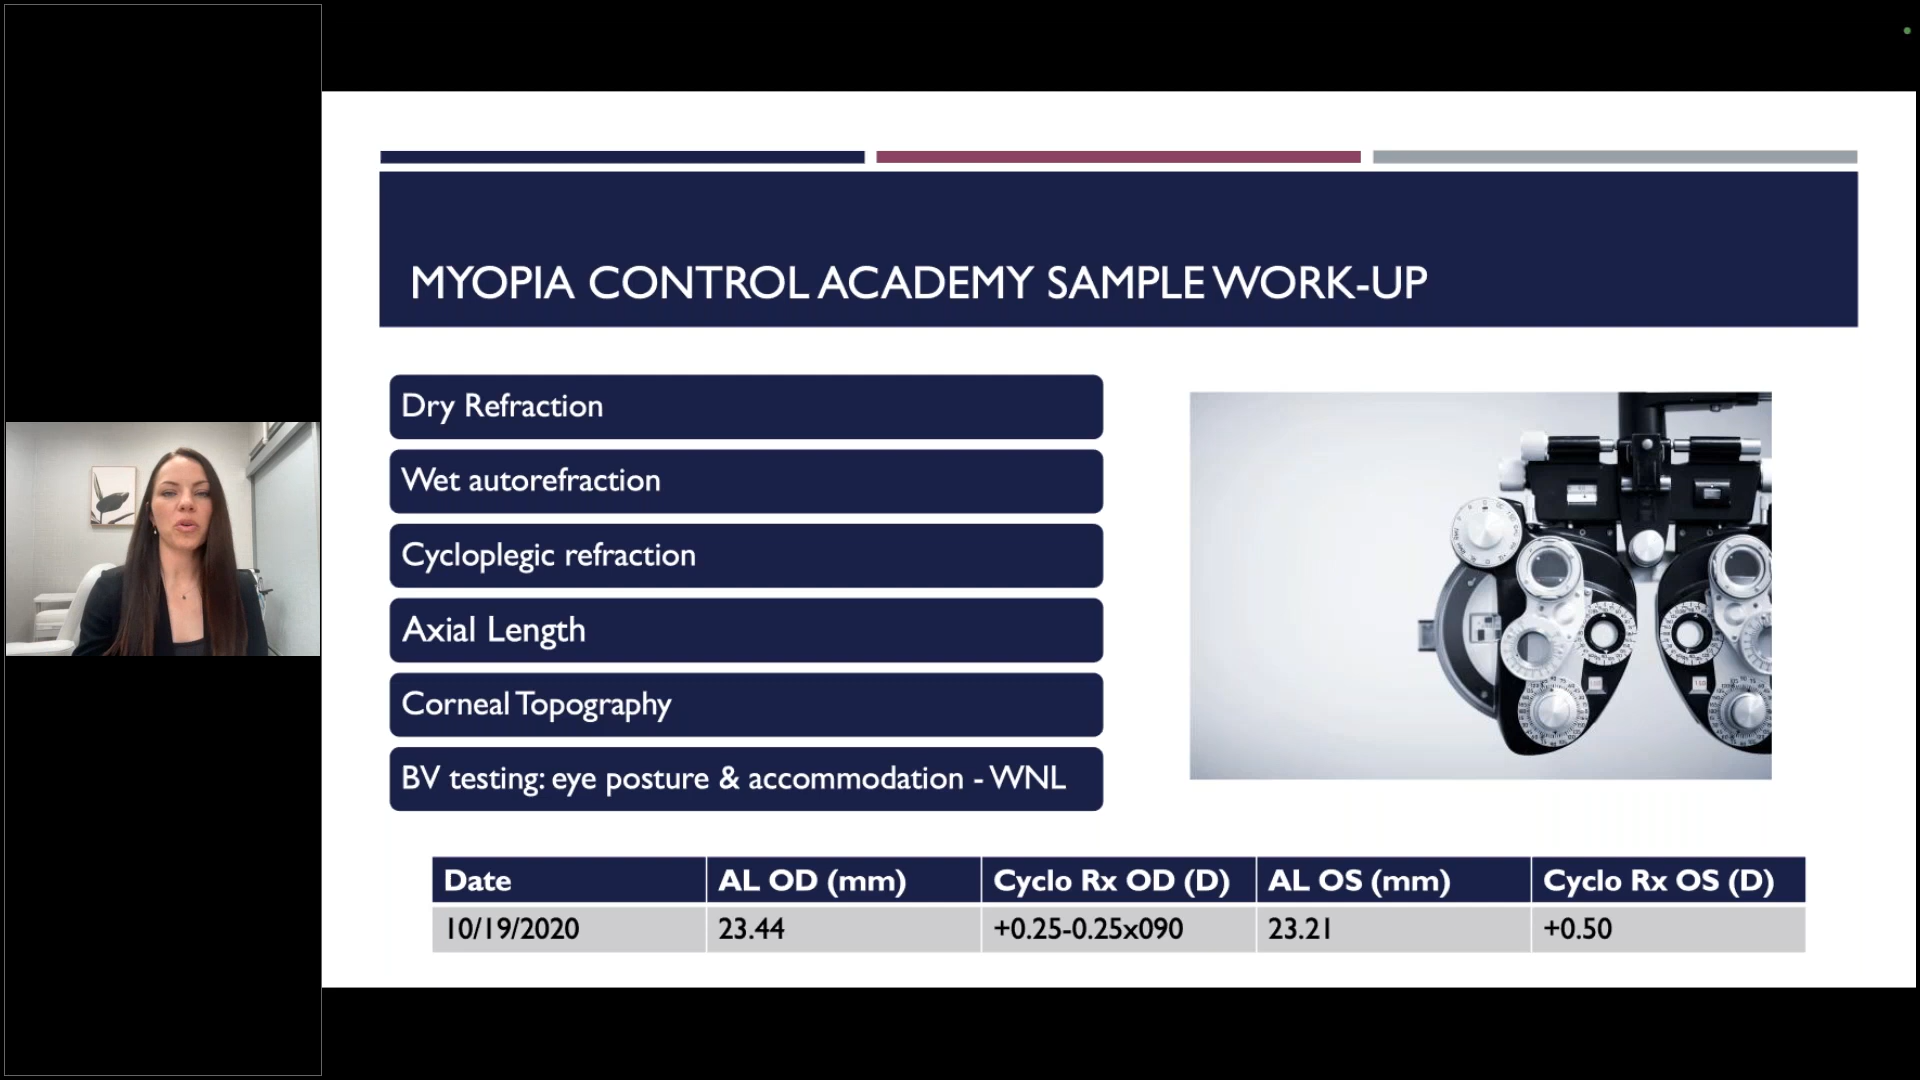 MYOPIA CONTROL ACADEMY SAMPLE WORK-UP
Dry Refraction
Wet autorefraction
Cycloplegic refraction
Axial Length
Corneal Topography
BV testing: eye posture & accommodation - WNL
Date AL OD (mm) Cyclo Rx OD (D) AL OS (mm) Cyclo Rx OS (D)
10/19/2020 23.44 +0.25-0.25x090 23.21 +0.50